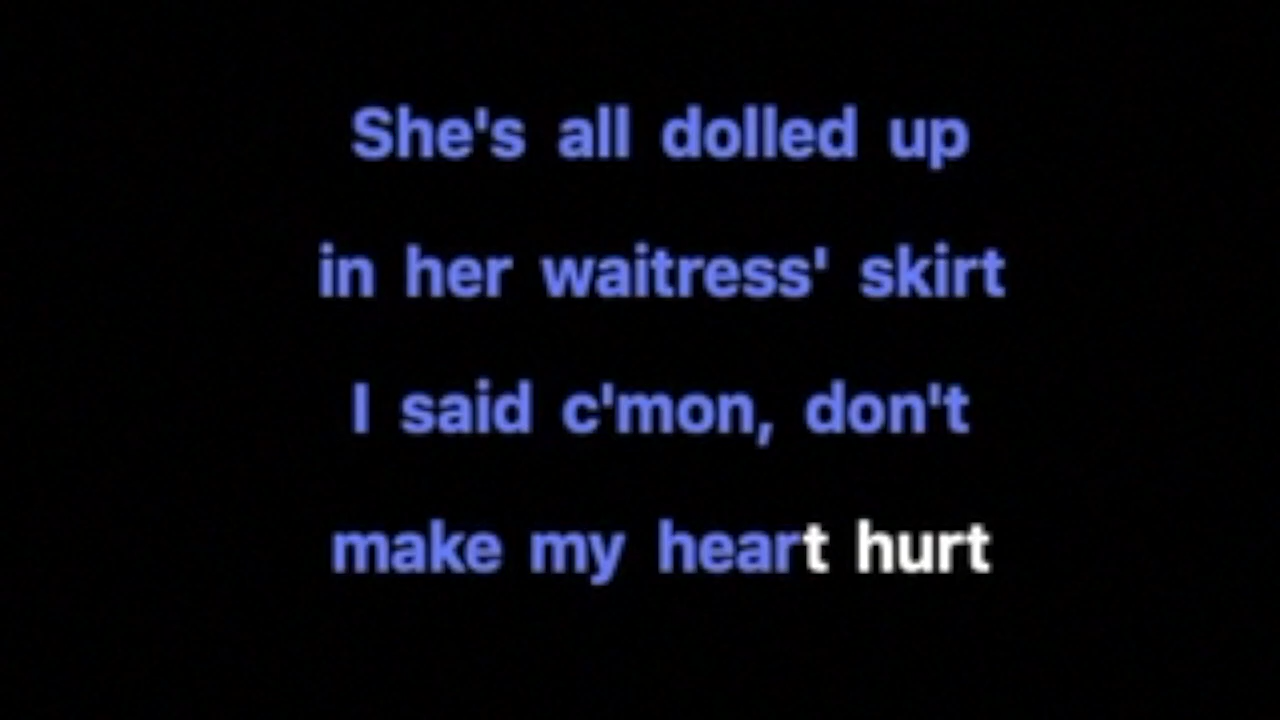 She's all dolled up
in her waitress' skirt
I said c'mon, don't
make my heart hurt